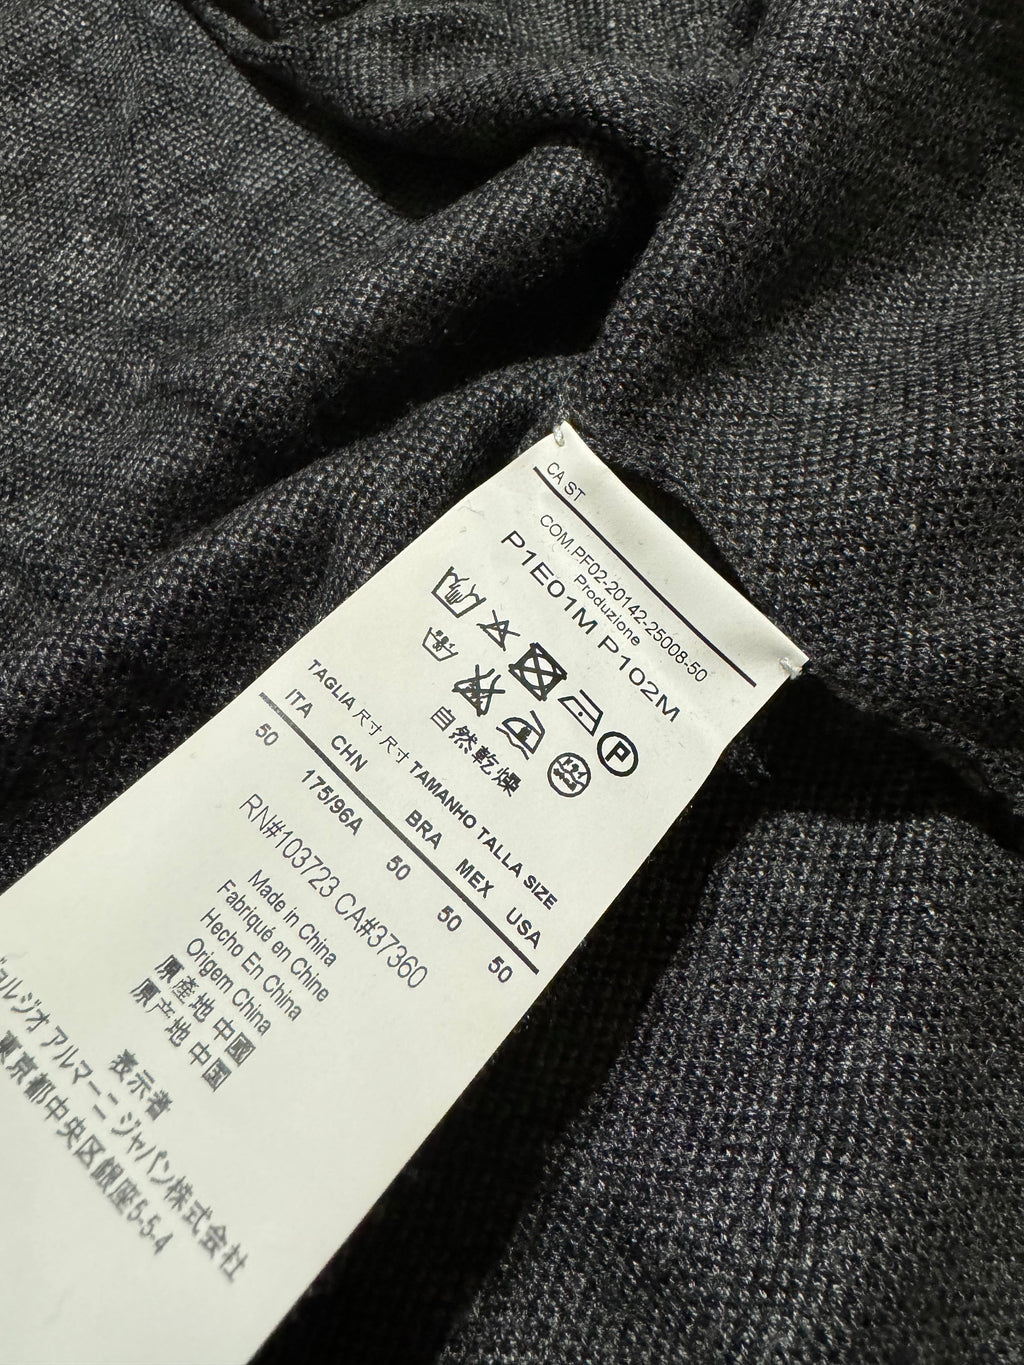 CA ST
COM.PF02-20142-25008-50
Produzione
P1E01M P102M
P
自然乾燥
TAGLIA 尺寸 尺寸 TAMANHO TALLA SIZE
ITA CHN BRA MEX USA
50 175/96A 50 50 50
RN#103723 CA#37360
Made in China
Fabriqué en Chine
Hecho En China
Origem China
原產地 中國
原产地 中国
表示者
ョルジオ アルマーニ ジャパン株式会社
東京都中央区銀座5-5-4